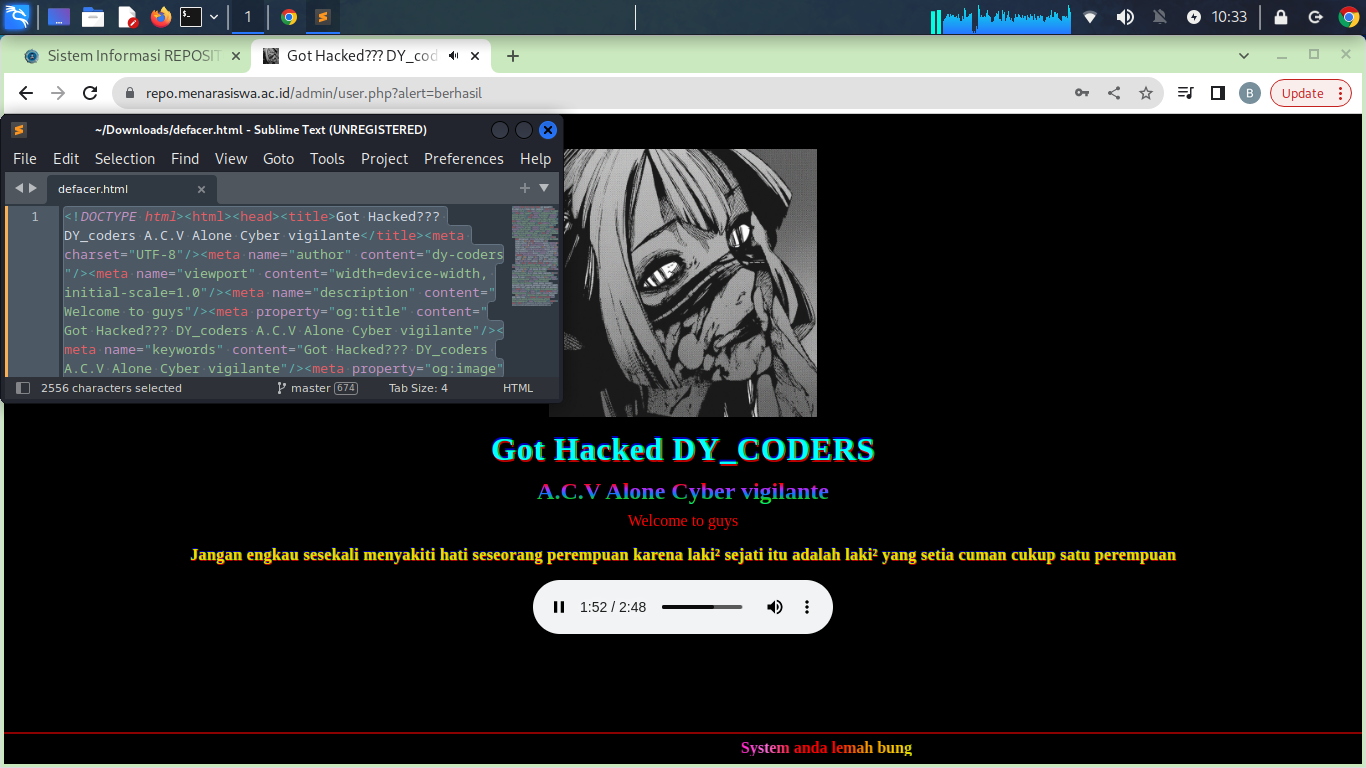 1
10:33
Sistem Informasi REPOSIT
Got Hacked??? DY_cod
repo.menarasiswa.ac.id/admin/user.php?alert=berhasil
B
Update
~/Downloads/defacer.html - Sublime Text (UNREGISTERED)
File Edit Selection Find View Goto Tools Project Preferences Help
defacer.html
1 <!DOCTYPE html><html><head><title>Got Hacked???
DY_coders A.C.V Alone Cyber vigilante</title><meta
charset="UTF-8"/><meta name="author" content="dy-coders
"/><meta name="viewport" content="width=device-width,
initial-scale=1.0"/><meta name="description" content="
Welcome to guys"/><meta property="og:title" content="
Got Hacked??? DY_coders A.C.V Alone Cyber vigilante"/><
meta name="keywords" content="Got Hacked??? DY_coders
A.C.V Alone Cyber vigilante"/><meta property="og:image"
2556 characters selected master 674 Tab Size: 4 HTML
Got Hacked DY_CODERS
A.C.V Alone Cyber vigilante
Welcome to guys
Jangan engkau sesekali menyakiti hati seseorang perempuan karena laki² sejati itu adalah laki² yang setia cuman cukup satu perempuan
1:52 / 2:48
System anda lemah bung